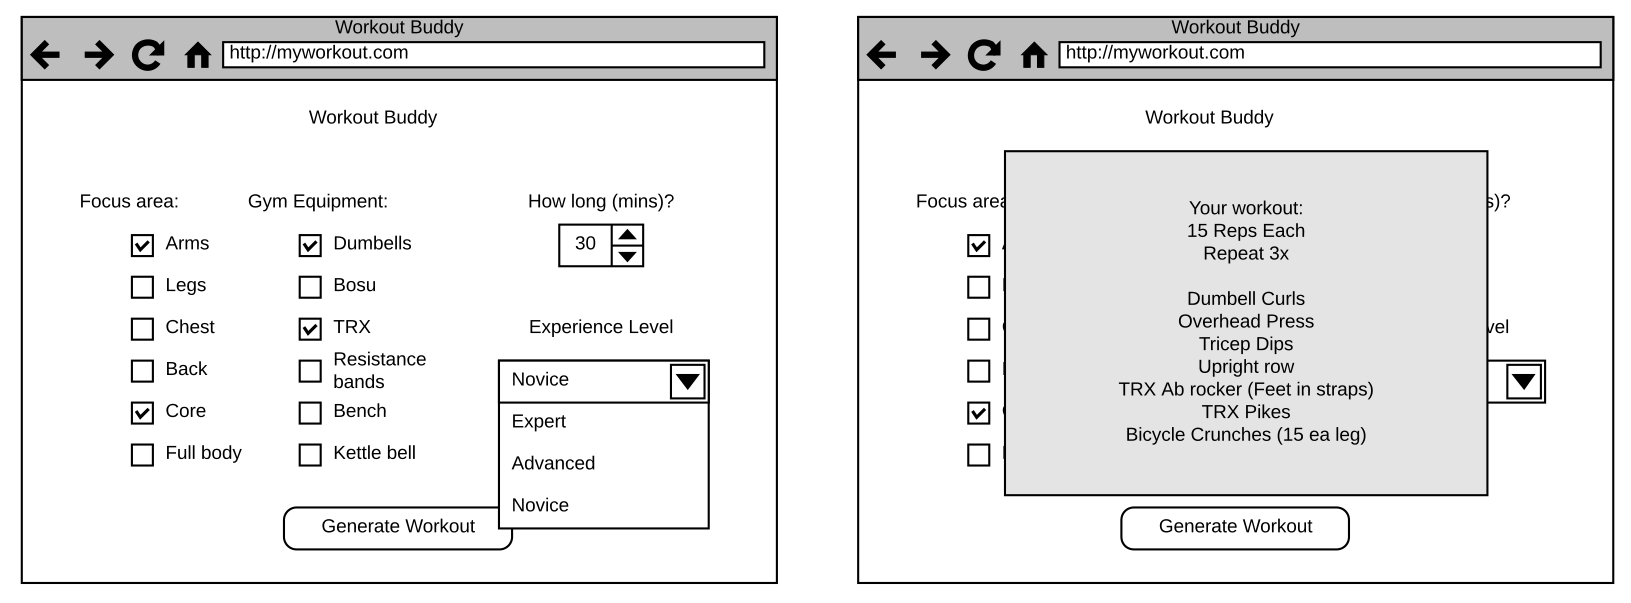 Workout Buddy
http://myworkout.com
Workout Buddy
Focus area:
Arms
Legs
Chest
Back
Core
Full body
Gym Equipment:
Dumbells
Bosu
TRX
Resistance
bands
Bench
Kettle bell
How long (mins)?
30
Experience Level
Novice
Expert
Advanced
Novice
Generate Workout
Workout Buddy
http://myworkout.com
Workout Buddy
Focus area
s)?
vel
Your workout:
15 Reps Each
Repeat 3x
Dumbell Curls
Overhead Press
Tricep Dips
Upright row
TRX Ab rocker (Feet in straps)
TRX Pikes
Bicycle Crunches (15 ea leg)
Generate Workout